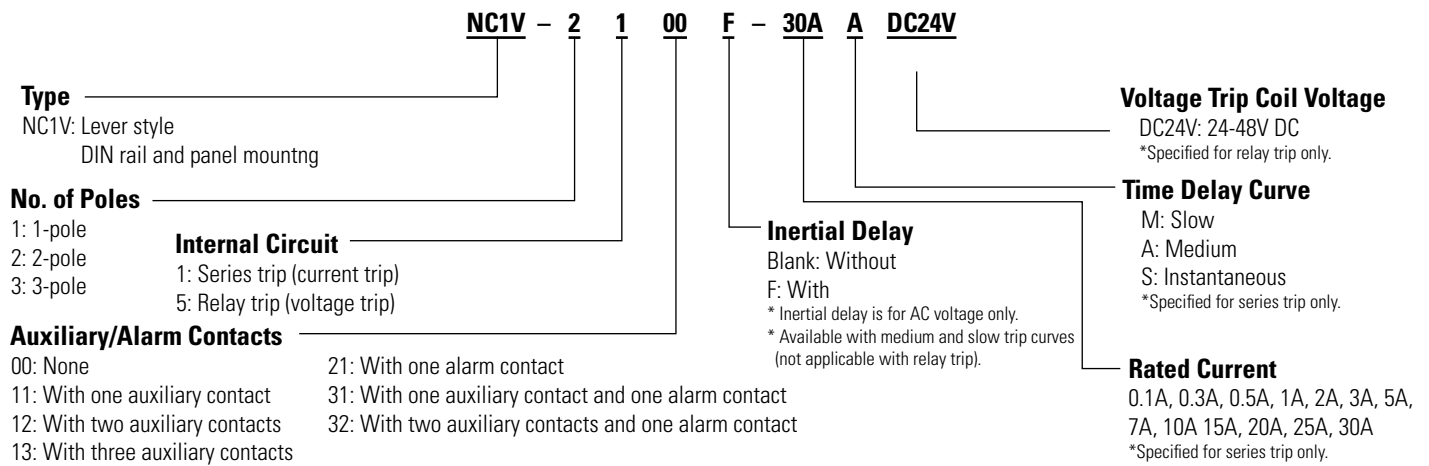 NC1V – 2 1 00 F – 30A A DC24V
Type
NC1V: Lever style
DIN rail and panel mountng
No. of Poles
1: 1-pole
2: 2-pole
3: 3-pole
Internal Circuit
1: Series trip (current trip)
5: Relay trip (voltage trip)
Auxiliary/Alarm Contacts
00: None
11: With one auxiliary contact
12: With two auxiliary contacts
13: With three auxiliary contacts
21: With one alarm contact
31: With one auxiliary contact and one alarm contact
32: With two auxiliary contacts and one alarm contact
Inertial Delay
Blank: Without
F: With
* Inertial delay is for AC voltage only.
* Available with medium and slow trip curves
(not applicable with relay trip).
Voltage Trip Coil Voltage
DC24V: 24-48V DC
*Specified for relay trip only.
Time Delay Curve
M: Slow
A: Medium
S: Instantaneous
*Specified for series trip only.
Rated Current
0.1A, 0.3A, 0.5A, 1A, 2A, 3A, 5A,
7A, 10A 15A, 20A, 25A, 30A
*Specified for series trip only.